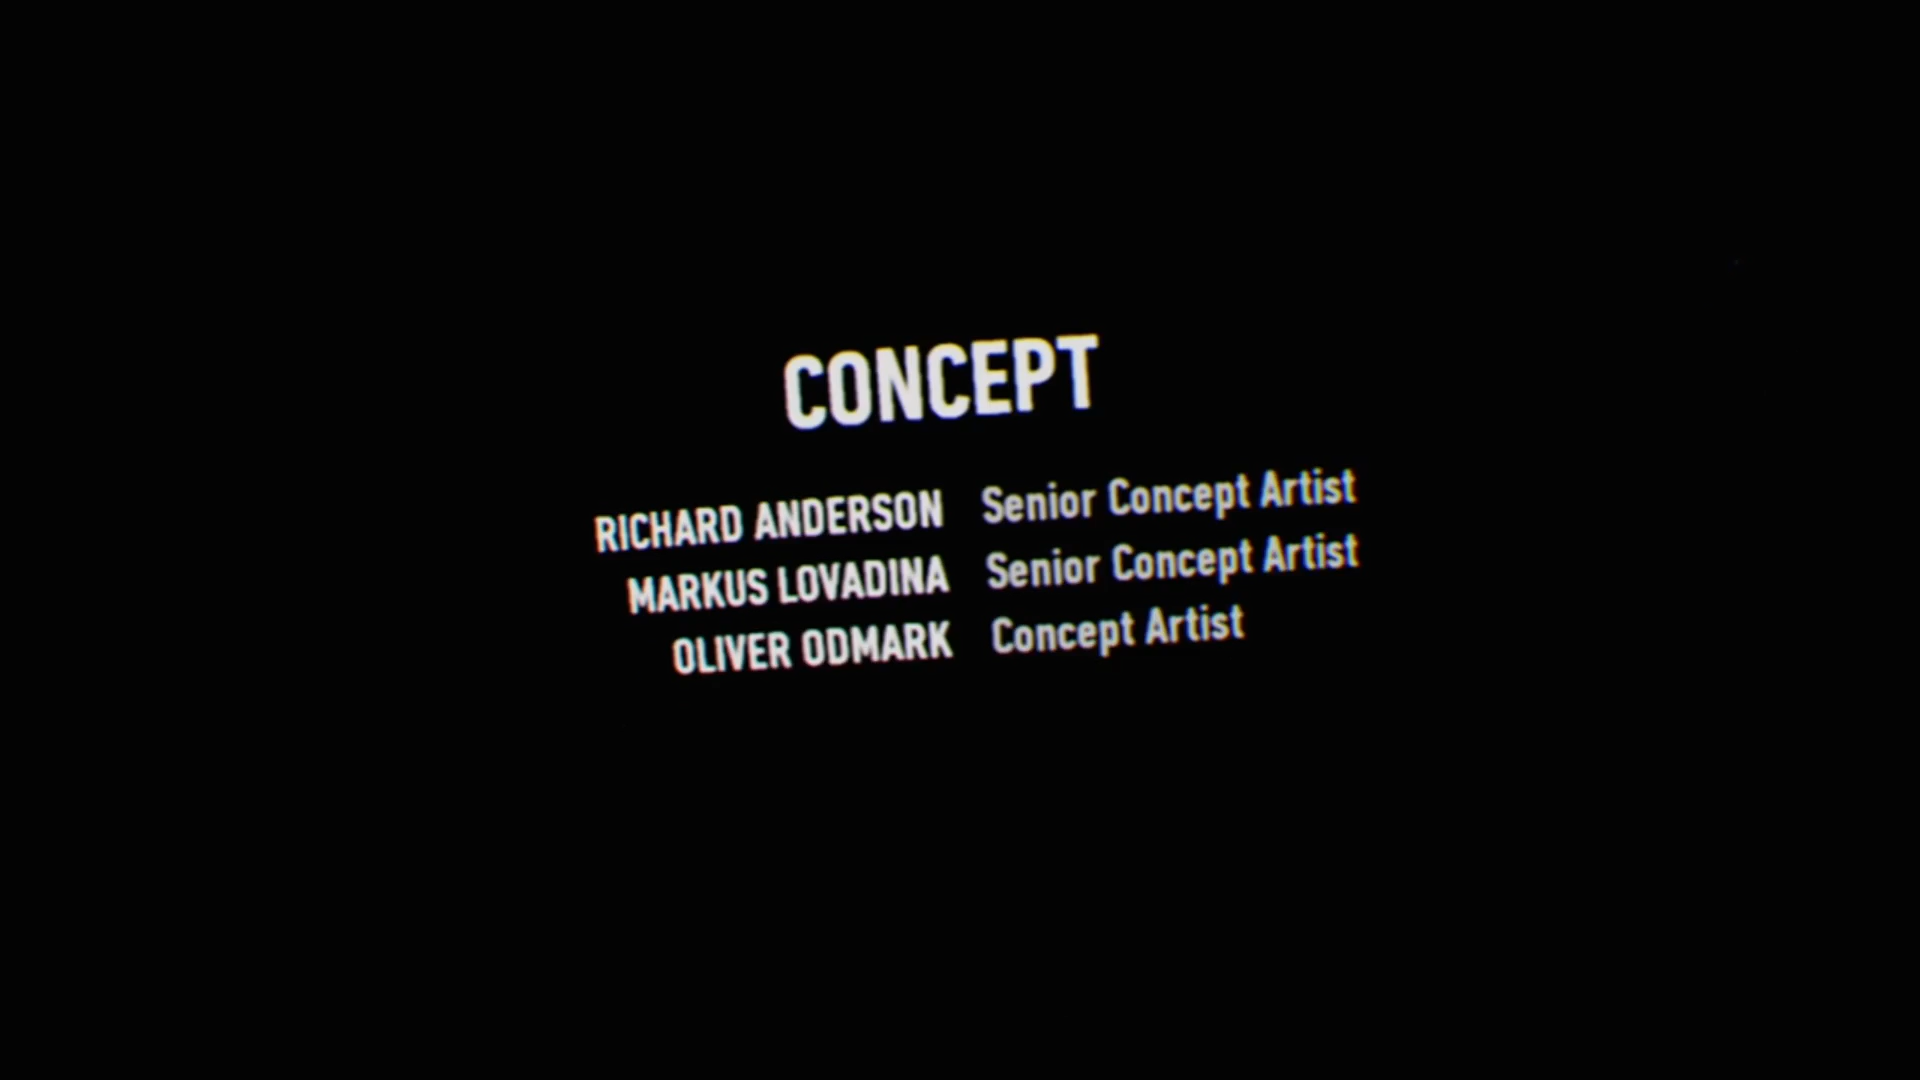 CONCEPT
RICHARD ANDERSON Senior Concept Artist
MARKUS LOVADINA Senior Concept Artist
OLIVER ODMARK Concept Artist